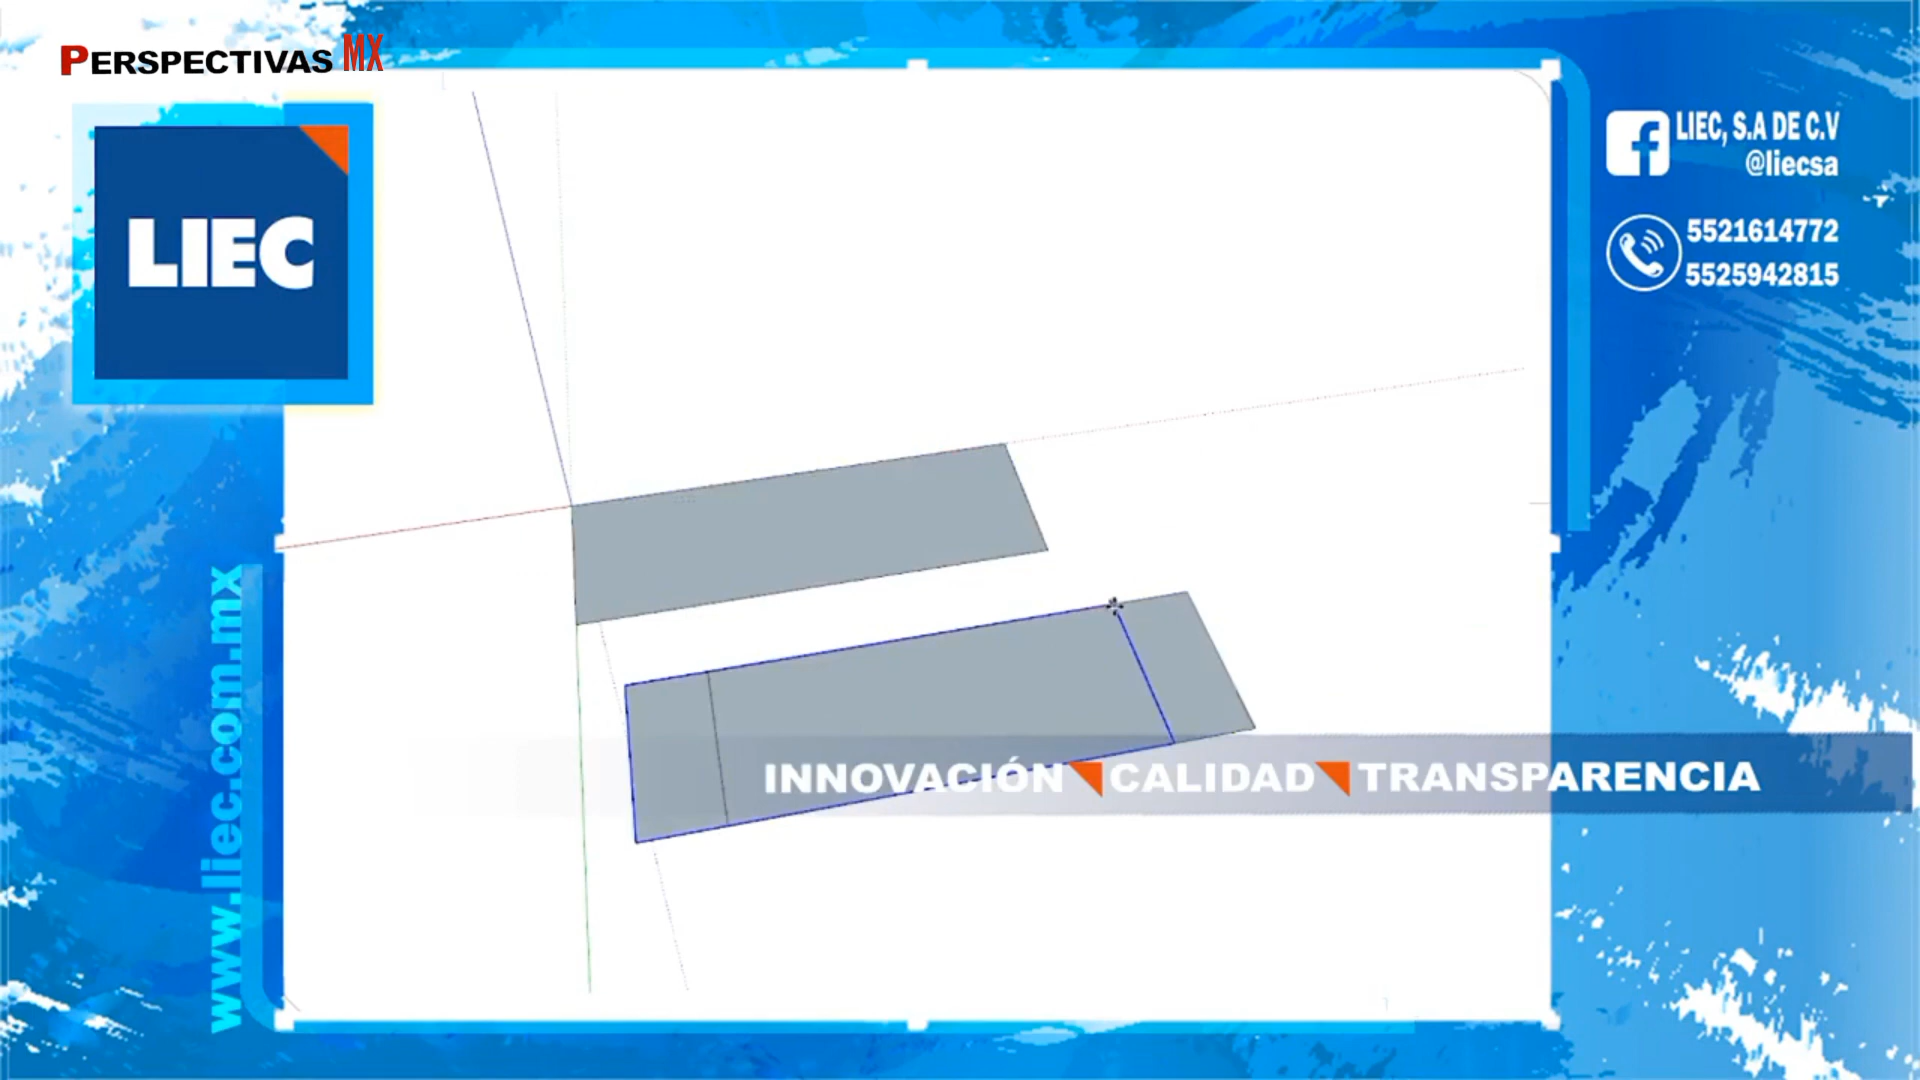 PERSPECTIVAS MX
LIEC
LIEC, S.A DE C.V
@liecsa
5521614772
5525942815
www.liec.com.mx
INNOVACIÓN CALIDAD TRANSPARENCIA